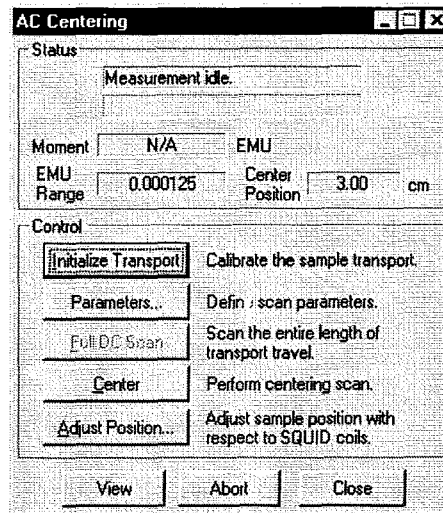 AC Centering
Status
Measurement idle.
Moment N/A EMU
EMU Range 0.000125 Center Position 3.00 cm
Control
Initialize Transport Calibrate the sample transport.
Parameters... Defin scan parameters.
Full DC Scan Scan the entire length of
transport travel.
Center Perform centering scan.
Adjust Position... Adjust sample position with
respect to SQUID coils.
View Abort Close